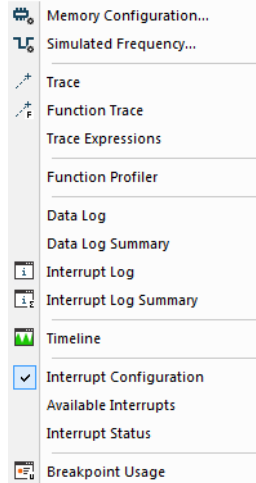 Memory Configuration...
Simulated Frequency...
Trace
Function Trace
Trace Expressions
Function Profiler
Data Log
Data Log Summary
Interrupt Log
Interrupt Log Summary
Timeline
Interrupt Configuration
Available Interrupts
Interrupt Status
Breakpoint Usage